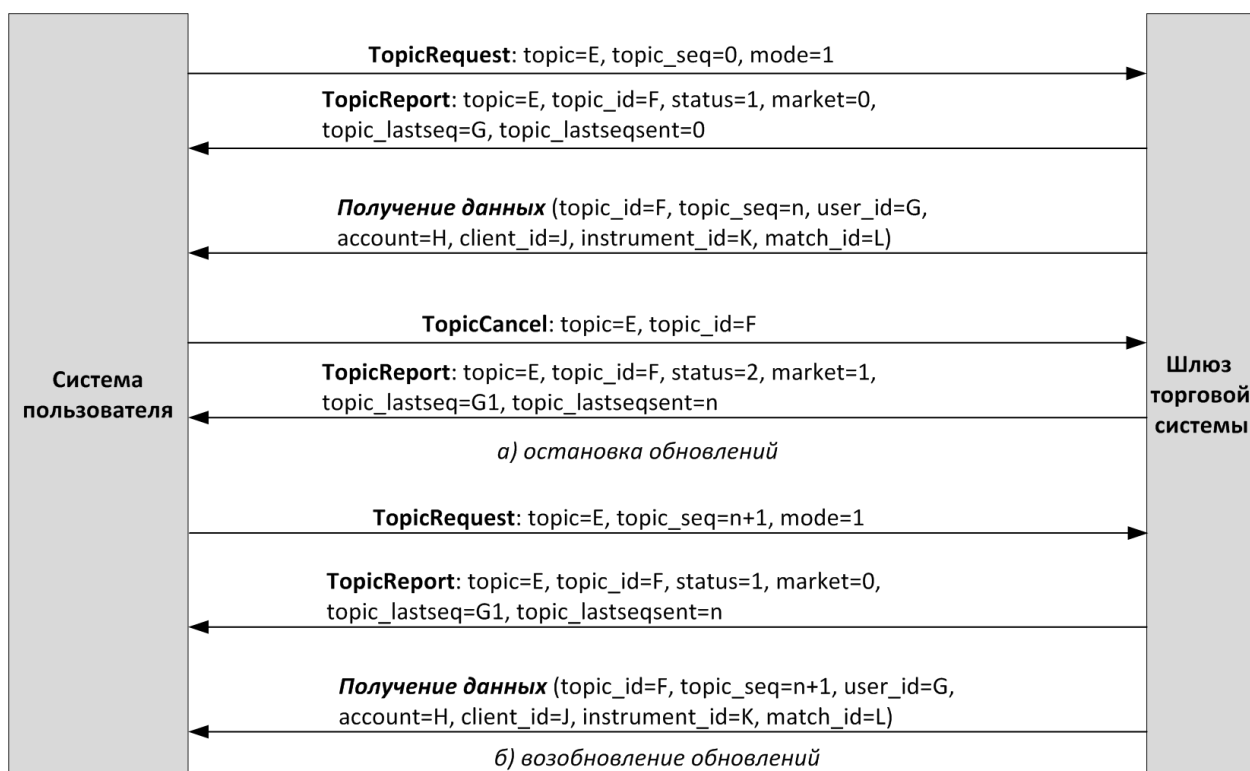 TopicRequest: topic=E, topic_seq=0, mode=1
TopicReport: topic=E, topic_id=F, status=1, market=0,
topic_lastseq=G, topic_lastseqsent=0
Получение данных (topic_id=F, topic_seq=n, user_id=G,
account=H, client_id=J, instrument_id=K, match_id=L)
TopicCancel: topic=E, topic_id=F
TopicReport: topic=E, topic_id=F, status=2, market=1,
topic_lastseq=G1, topic_lastseqsent=n
а) остановка обновлений
Система
пользователя
Шлюз
торговой
системы
TopicRequest: topic=E, topic_seq=n+1, mode=1
TopicReport: topic=E, topic_id=F, status=1, market=0,
topic_lastseq=G1, topic_lastseqsent=n
Получение данных (topic_id=F, topic_seq=n+1, user_id=G,
account=H, client_id=J, instrument_id=K, match_id=L)
б) возобновление обновлений